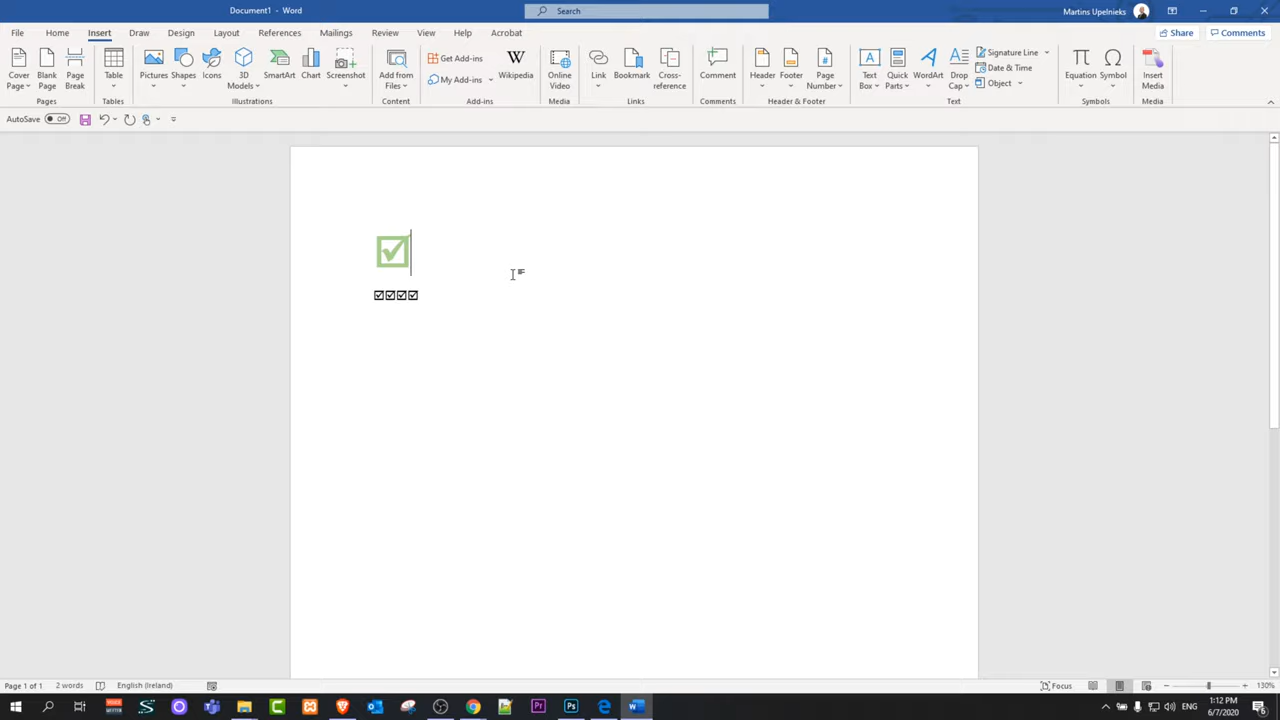 Document1 - Word
Search
Martins Upelnieks
File Home Insert Draw Design Layout References Mailings Review View Help Acrobat
Share Comments
Cover Page
Blank Page
Page Break
Table
Pictures
Shapes
Icons
3D Models
SmartArt
Chart
Screenshot
Add from Files
Get Add-ins
My Add-ins
Wikipedia
Online Video
Link
Bookmark
Cross-reference
Comment
Header
Footer
Page Number
Text Box
Quick Parts
WordArt
Drop Cap
Signature Line
Date & Time
Object
Equation
Symbol
Insert Media
Pages Tables Illustrations Content Add-ins Media Links Comments Header & Footer Text Symbols Media
AutoSave Off
☑
☑☑☑☑
Page 1 of 1 2 words English (Ireland) Focus 130%
ENG
1:12 PM
6/7/2020